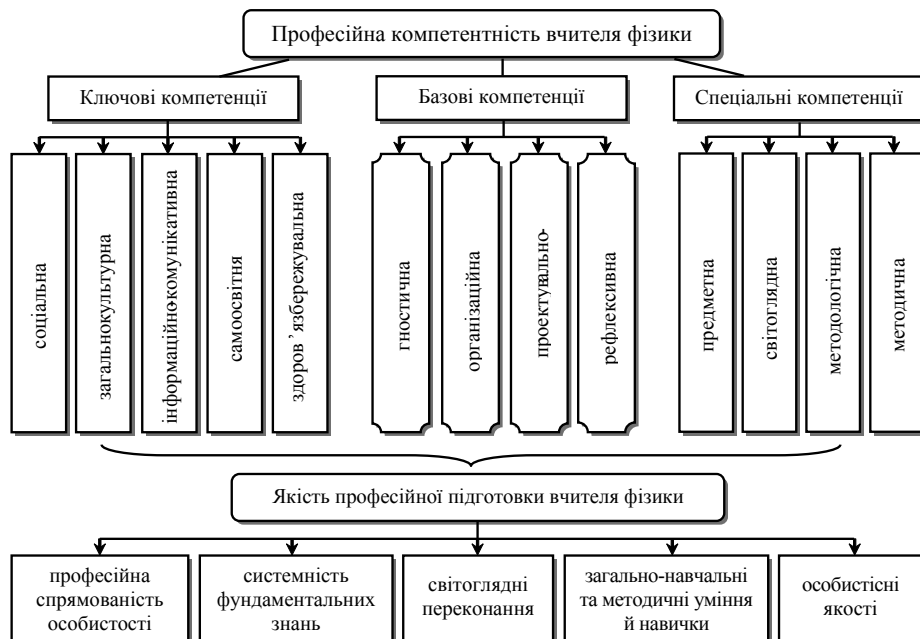 Професійна компетентність вчителя фізики
Ключові компетенції
Базові компетенції
Спеціальні компетенції
соціальна
загальнокультурна
інформаційно-комунікативна
самоосвітня
здоров’язбережувальна
гностична
організаційна
проектувально-
рефлексивна
предметна
світоглядна
методологічна
методична
Якість професійної підготовки вчителя фізики
професійна
спрямованість
особистості
системність
фундаментальних
знань
світоглядні
переконання
загально-навчальні
та методичні уміння
й навички
особистісні
якості